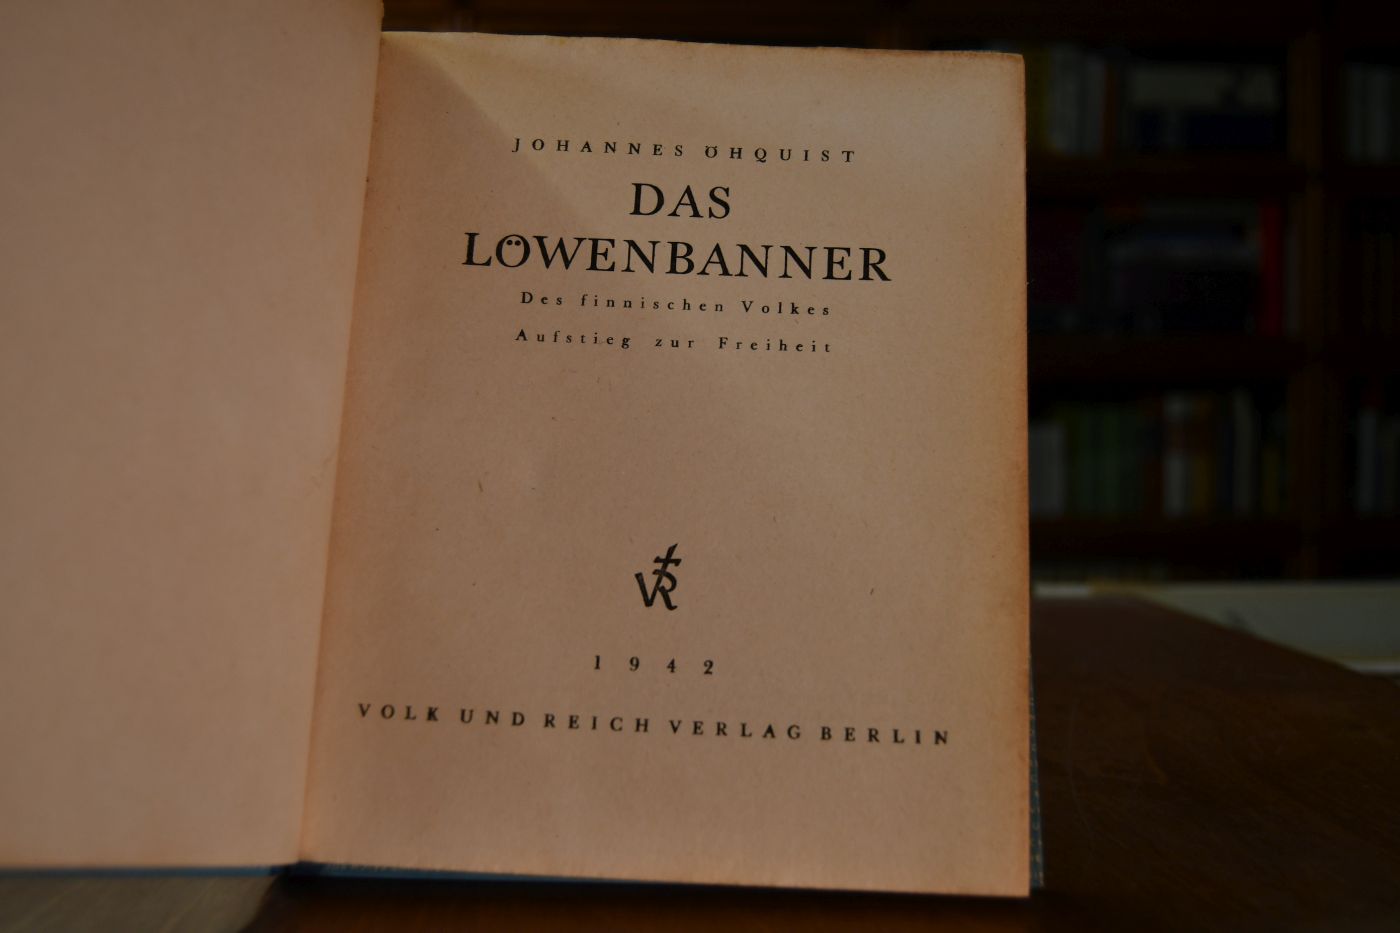 JOHANNES ÖHQUIST
DAS
LÖWENBANNER
Des finnischen Volkes
Aufstieg zur Freiheit
VR
1942
VOLK UND REICH VERLAG BERLIN